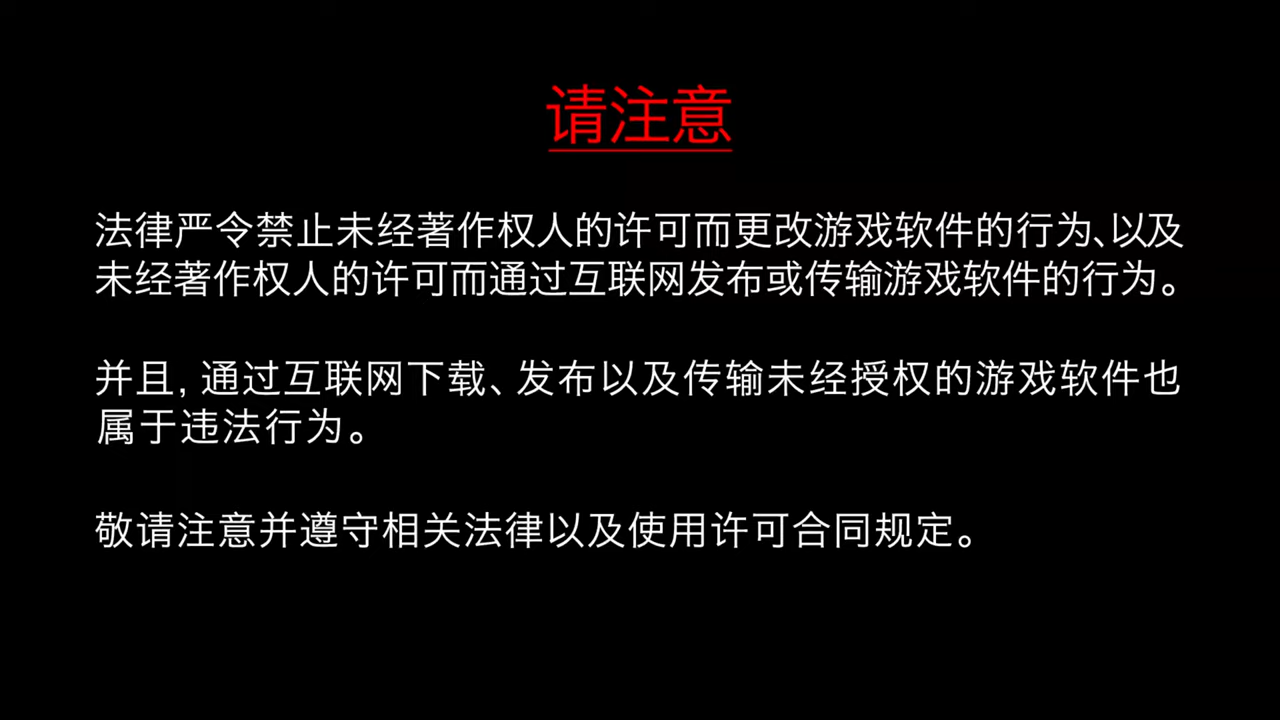 请注意
法律严令禁止未经著作权人的许可而更改游戏软件的行为、以及
未经著作权人的许可而通过互联网发布或传输游戏软件的行为。
并且, 通过互联网下载、发布以及传输未经授权的游戏软件也
属于违法行为。
敬请注意并遵守相关法律以及使用许可合同规定。